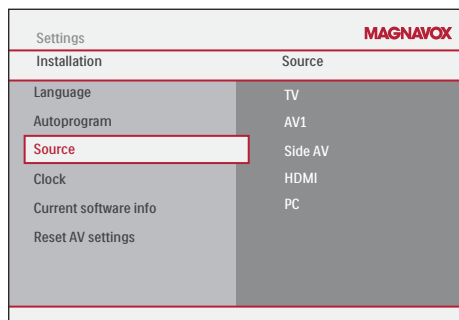 Settings
MAGNAVOX
Installation
Source
Language
TV
Autoprogram
AV1
Source
Side AV
Clock
HDMI
Current software info
PC
Reset AV settings